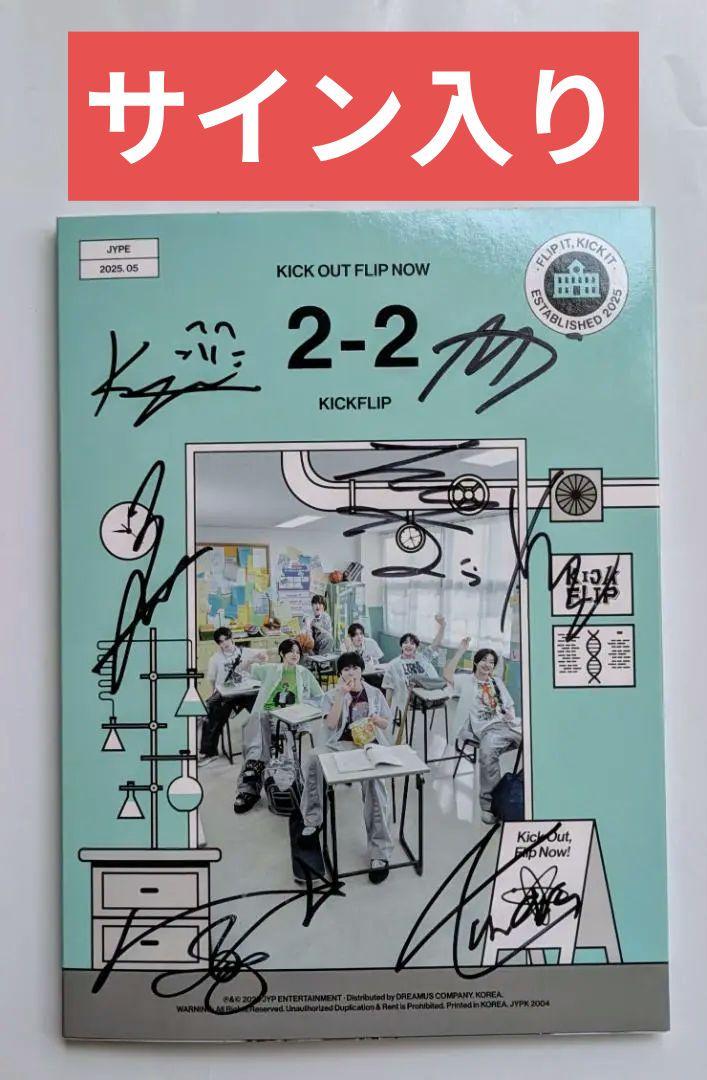 サイン入り
JYPE
2025.05
KICK OUT FLIP NOW
2-2
KICKFLIP
FLIP IT, KICK IT
ESTABLISHED 2025
KICK
FLIP
Kick Out,
Flip Now!
℗&© 2025 JYP ENTERTAINMENT · Distributed by DREAMUS COMPANY. KOREA.
WARNING: All Rights Reserved. Unauthorized Duplication & Rent is Prohibited. Printed in KOREA. JYPK 2004